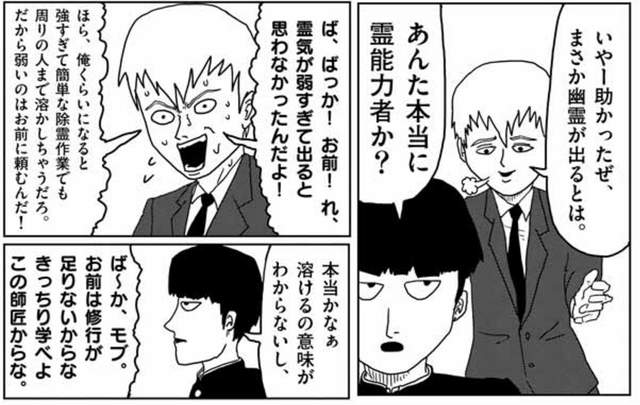 いやー助かったぜ、
まさか幽霊が出るとは。
あんた本当に
霊能力者か？
ば、ばっか！お前！れ、
霊気が弱すぎて出ると
思わなかったんだよ！
ほら、俺くらいになると
強すぎて簡単な除霊作業でも
周りの人まで溶かしちゃうだろ。
だから弱いのはお前に頼むんだ！
本当かなぁ
溶けるの意味が
わからないし、
ば～か、モブ。
お前は修行が
足りないからな
きっちり学べよ
この師匠からな。